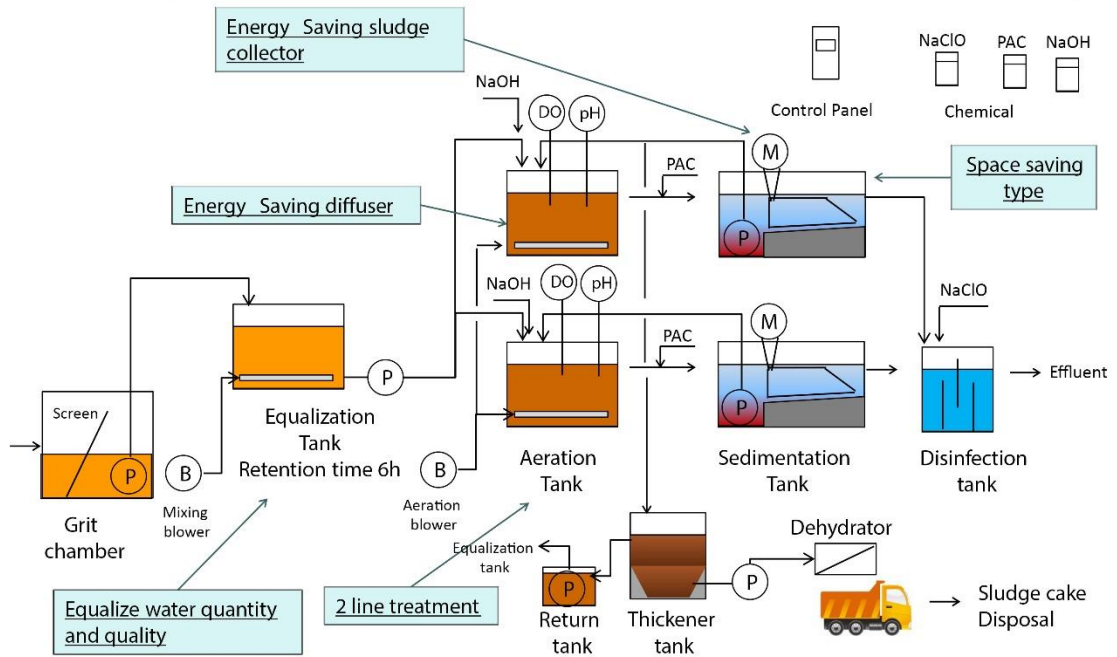 Energy Saving sludge
collector
NaClO
PAC
NaOH
Control Panel
Chemical
NaOH
DO
pH
M
PAC
Space saving
type
Energy Saving diffuser
P
NaOH
DO
pH
M
NaClO
PAC
P
P
Effluent
Screen
P
B
Equalization
Tank
Retention time 6h
B
Aeration
Tank
Sedimentation
Tank
Disinfection
tank
Grit
chamber
Mixing
blower
Aeration
blower
Equalization
tank
Dehydrator
P
P
Equalize water quantity
and quality
2 line treatment
Return
tank
Thickener
tank
Sludge cake
Disposal